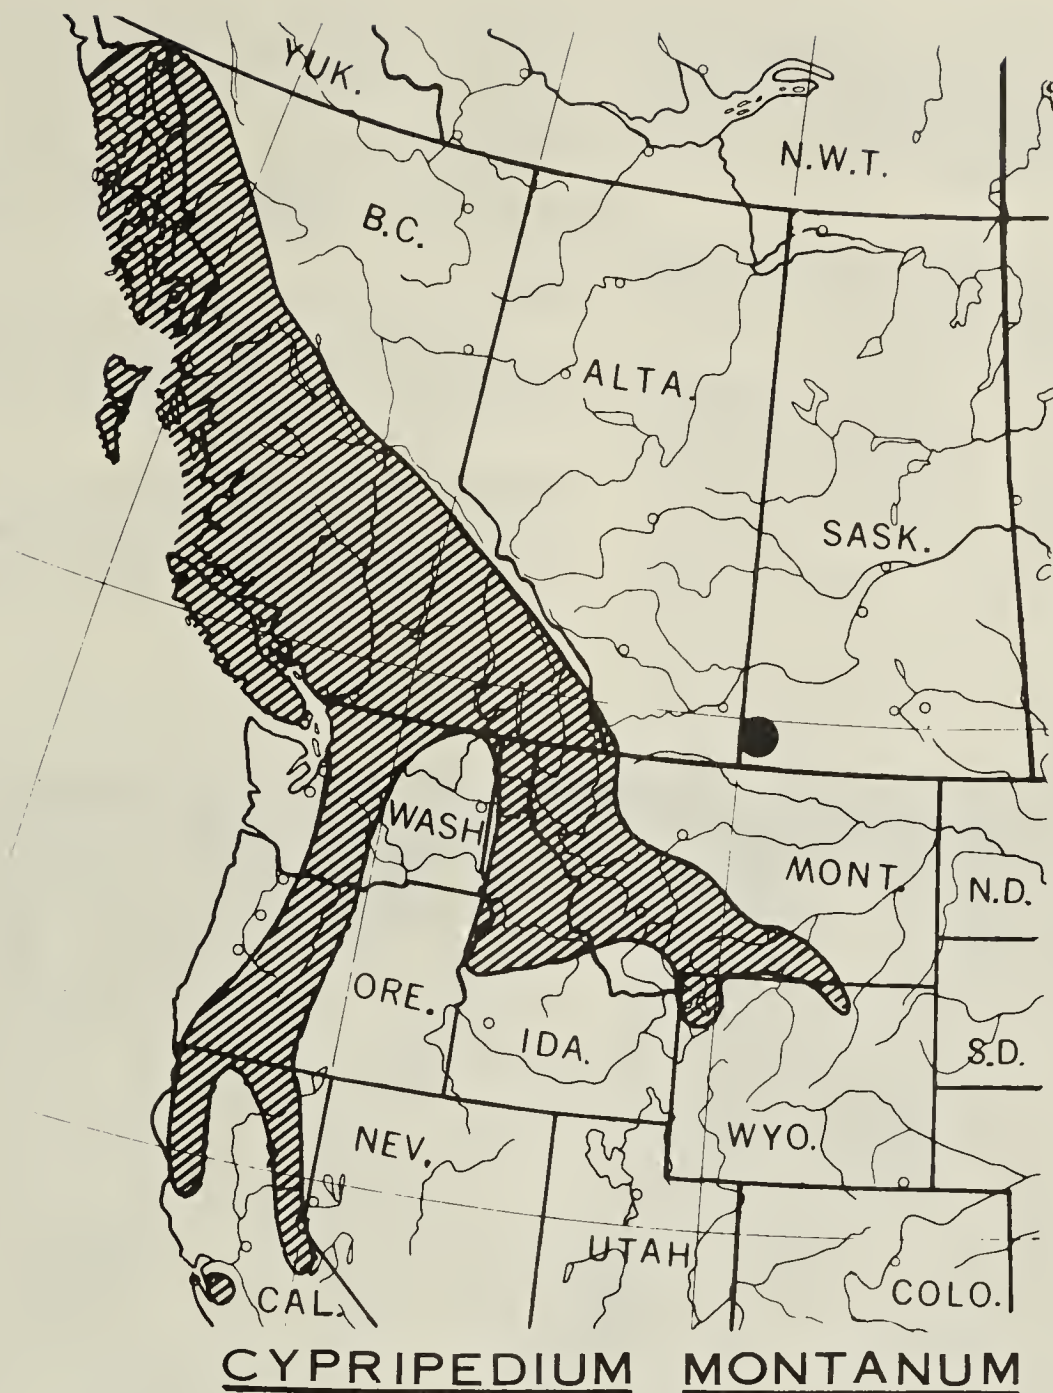 YUK.
N.W.T.
B.C.
ALTA.
SASK.
WASH
MONT.
N.D.
ORE.
IDA.
S.D.
NEV.
WYO.
UTAH
CAL.
COLO.
CYPRIPEDIUM MONTANUM